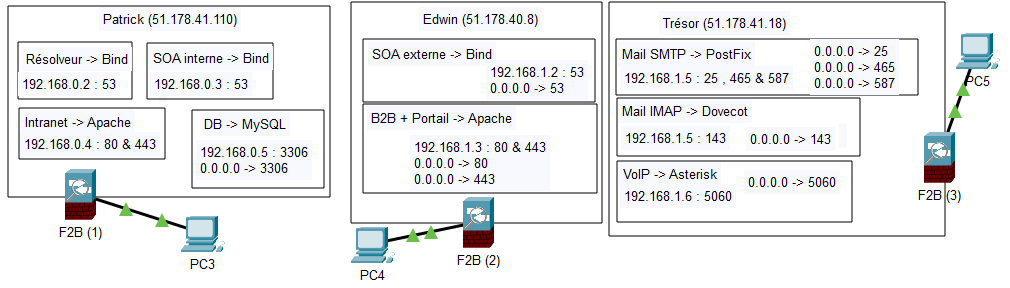 Patrick (51.178.41.110)
Résolveur -> Bind
192.168.0.2 : 53
SOA interne -> Bind
192.168.0.3 : 53
Intranet -> Apache
192.168.0.4 : 80 & 443
DB -> MySQL
192.168.0.5 : 3306
0.0.0.0 -> 3306
F2B (1)
PC3
Edwin (51.178.40.8)
SOA externe -> Bind
192.168.1.2 : 53
0.0.0.0 -> 53
B2B + Portail -> Apache
192.168.1.3 : 80 & 443
0.0.0.0 -> 80
0.0.0.0 -> 443
F2B (2)
PC4
Trésor (51.178.41.18)
Mail SMTP -> PostFix
192.168.1.5 : 25 , 465 & 587
0.0.0.0 -> 25
0.0.0.0 -> 465
0.0.0.0 -> 587
Mail IMAP -> Dovecot
192.168.1.5 : 143
0.0.0.0 -> 143
VoIP -> Asterisk
192.168.1.6 : 5060
0.0.0.0 -> 5060
PC5
F2B (3)